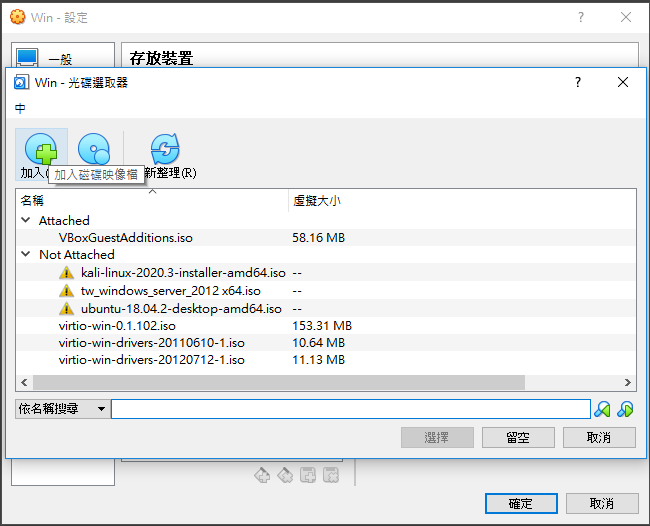 Win - 設定
一般
存放裝置
Win - 光碟選取器
中
加入(
新整理(R)
加入磁碟映像檔
名稱
虛擬大小
Attached
VBoxGuestAdditions.iso 58.16 MB
Not Attached
kali-linux-2020.3-installer-amd64.iso --
tw_windows_server_2012 x64.iso --
ubuntu-18.04.2-desktop-amd64.iso --
virtio-win-0.1.102.iso 153.31 MB
virtio-win-drivers-20110610-1.iso 10.64 MB
virtio-win-drivers-20120712-1.iso 11.13 MB
依名稱搜尋
選擇 留空 取消
確定 取消